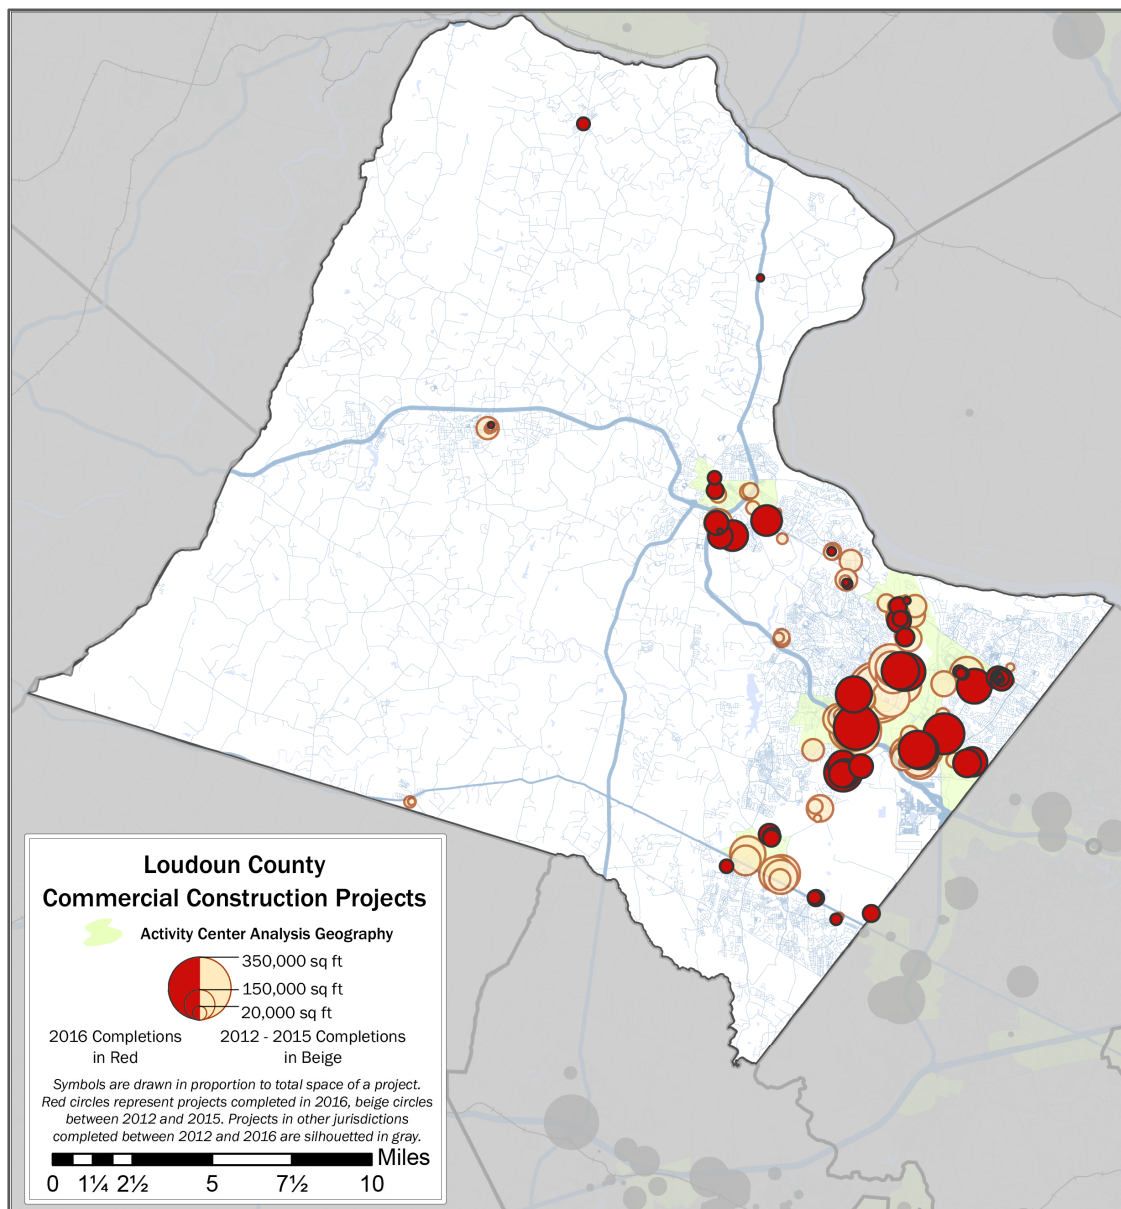 Loudoun County
Commercial Construction Projects
Activity Center Analysis Geography
350,000 sq ft
150,000 sq ft
20,000 sq ft
2016 Completions
in Red
2012 - 2015 Completions
in Beige
Symbols are drawn in proportion to total space of a project.
Red circles represent projects completed in 2016, beige circles
between 2012 and 2015. Projects in other jurisdictions
completed between 2012 and 2016 are silhouetted in gray.
Miles
0 1¼ 2½ 5 7½ 10